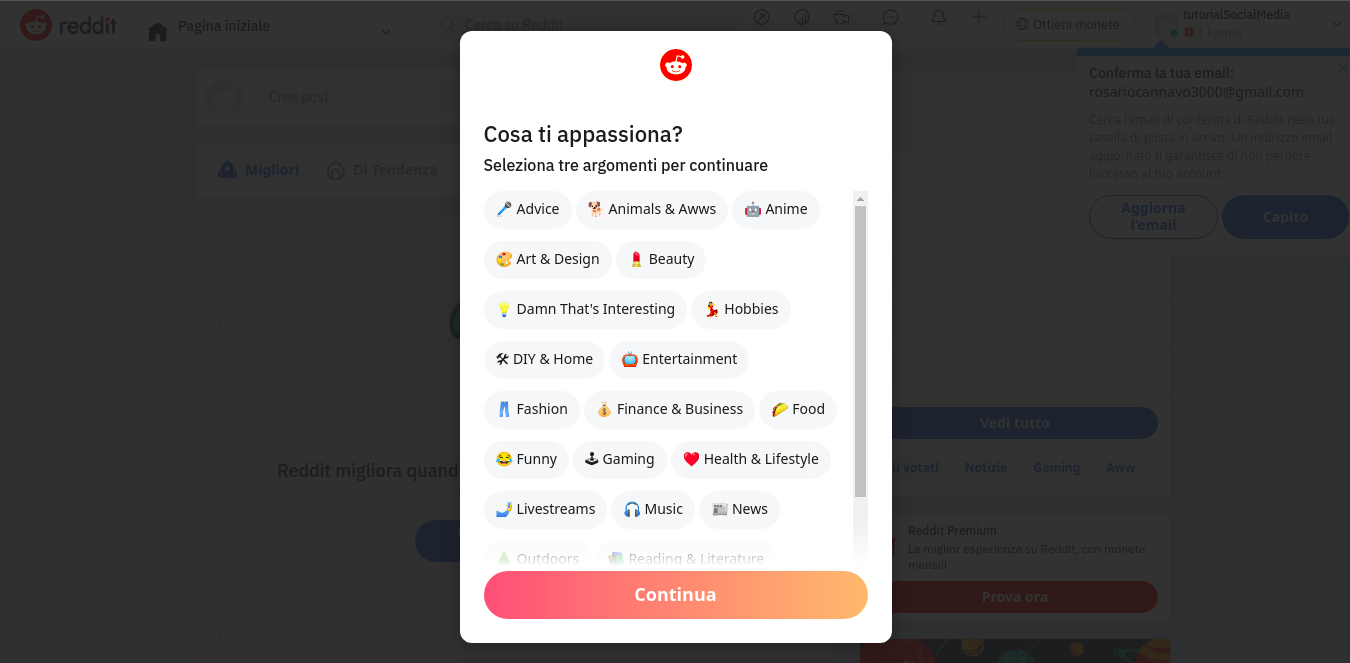 reddit
Pagina iniziale
Cerca su Reddit
Ottieni monete
tutorialSocialMedia
1 karma
Crea post
Migliori
Di Tendenza
Conferma la tua email:
rosariocannavo3000@gmail.com
Cerca l'email di conferma di Reddit nella tua
casella di posta in arrivo. Un indirizzo email
aggiornato ti garantisce di non perdere
l'accesso al tuo account.
Aggiorna
l'email
Capito
Cosa ti appassiona?
Seleziona tre argomenti per continuare
Advice
Animals & Awws
Anime
Art & Design
Beauty
Damn That's Interesting
Hobbies
DIY & Home
Entertainment
Fashion
Finance & Business
Food
Funny
Gaming
Health & Lifestyle
Livestreams
Music
News
Outdoors
Reading & Literature
Continua
Reddit migliora quand
Vedi tutto
ù votati
Notizie
Gaming
Aww
Reddit Premium
La miglior esperienza su Reddit, con monete
mensili
Prova ora